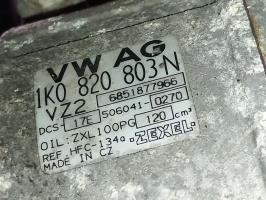 VW AG
1K0 820 803 N
VZ2 6851877966
DCS- 17E 506041- 0270
OIL: ZXL100PG 120 cm³
REF HFC-134a ZEXEL
MADE IN CZ